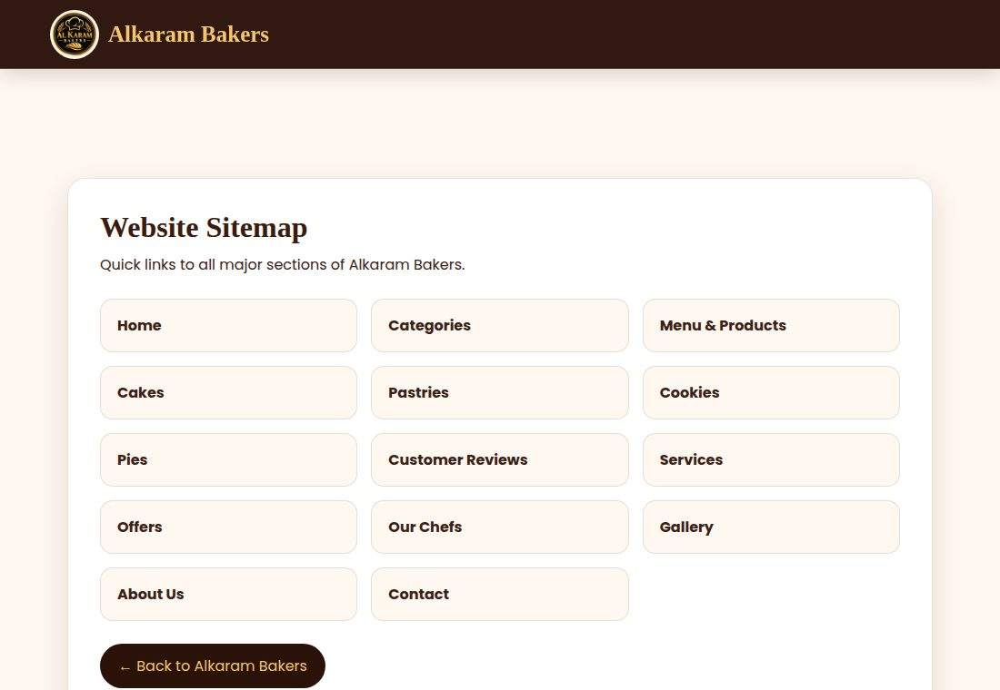 AL KARAM
BAKERS
Alkaram Bakers
Website Sitemap
Quick links to all major sections of Alkaram Bakers.
Home
Categories
Menu & Products
Cakes
Pastries
Cookies
Pies
Customer Reviews
Services
Offers
Our Chefs
Gallery
About Us
Contact
← Back to Alkaram Bakers